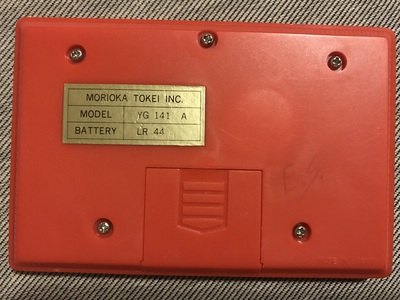 MORIOKA TOKEI INC.
MODEL YG 141 A
BATTERY LR 44
E.S.